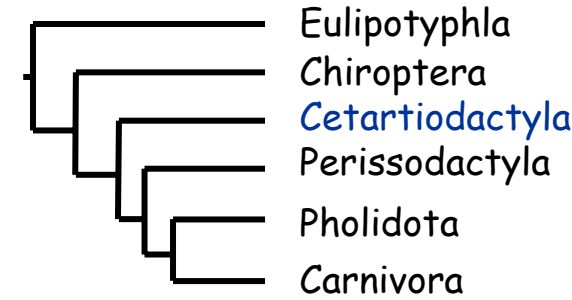 Eulipotyphla
Chiroptera
Cetartiodactyla
Perissodactyla
Pholidota
Carnivora